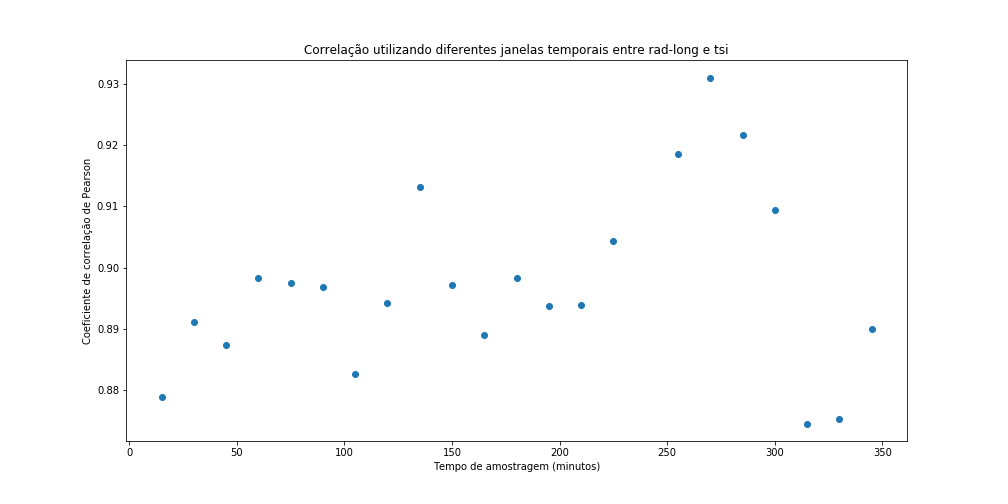 Correlação utilizando diferentes janelas temporais entre rad-long e tsi
Coeficiente de correlação de Pearson
0.93
0.92
0.91
0.90
0.89
0.88
0 50 100 150 200 250 300 350
Tempo de amostragem (minutos)